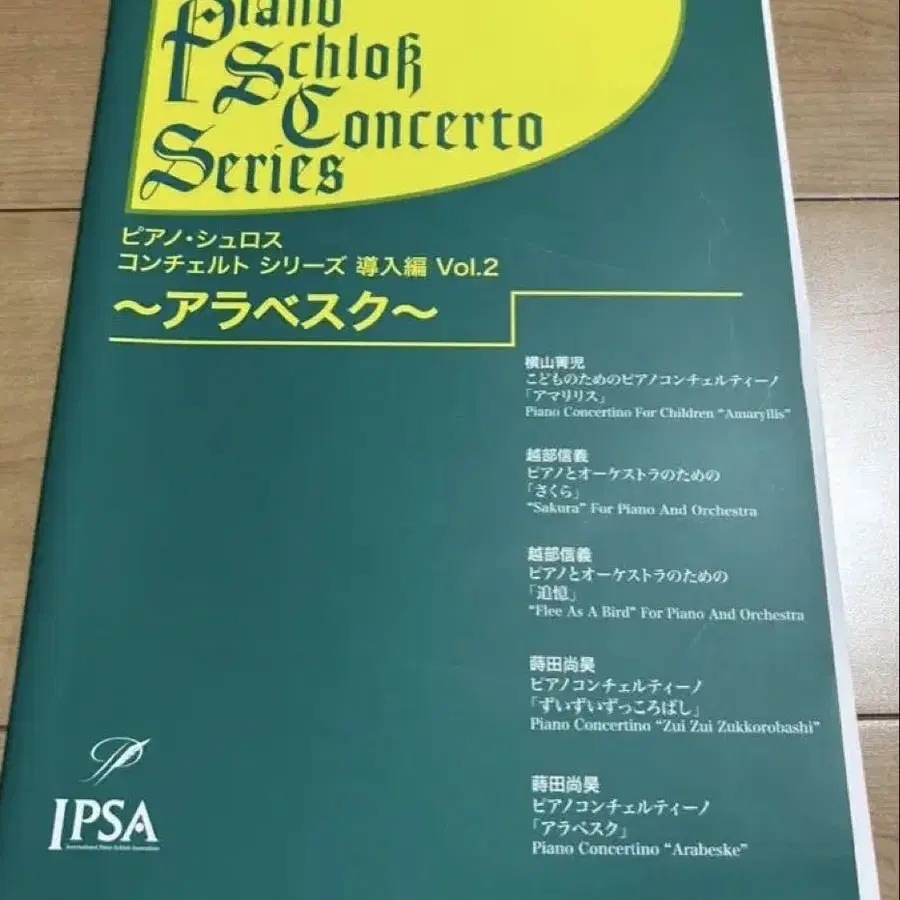 Piano
Schloß
Concerto
Series
ピアノ・シュロス
コンチェルト シリーズ 導入編 Vol.2
～アラベスク～
横山菁児
こどものためのピアノコンチェルティーノ
「アマリリス」
Piano Concertino For Children “Amaryllis”
越部信義
ピアノとオーケストラのための
「さくら」
“Sakura” For Piano And Orchestra
越部信義
ピアノとオーケストラのための
「追憶」
“Flee As A Bird” For Piano And Orchestra
蒔田尚昊
ピアノコンチェルティーノ
「ずいずいずっころばし」
Piano Concertino “Zui Zui Zukkorobashi”
蒔田尚昊
ピアノコンチェルティーノ
「アラベスク」
Piano Concertino “Arabeske”
IPSA